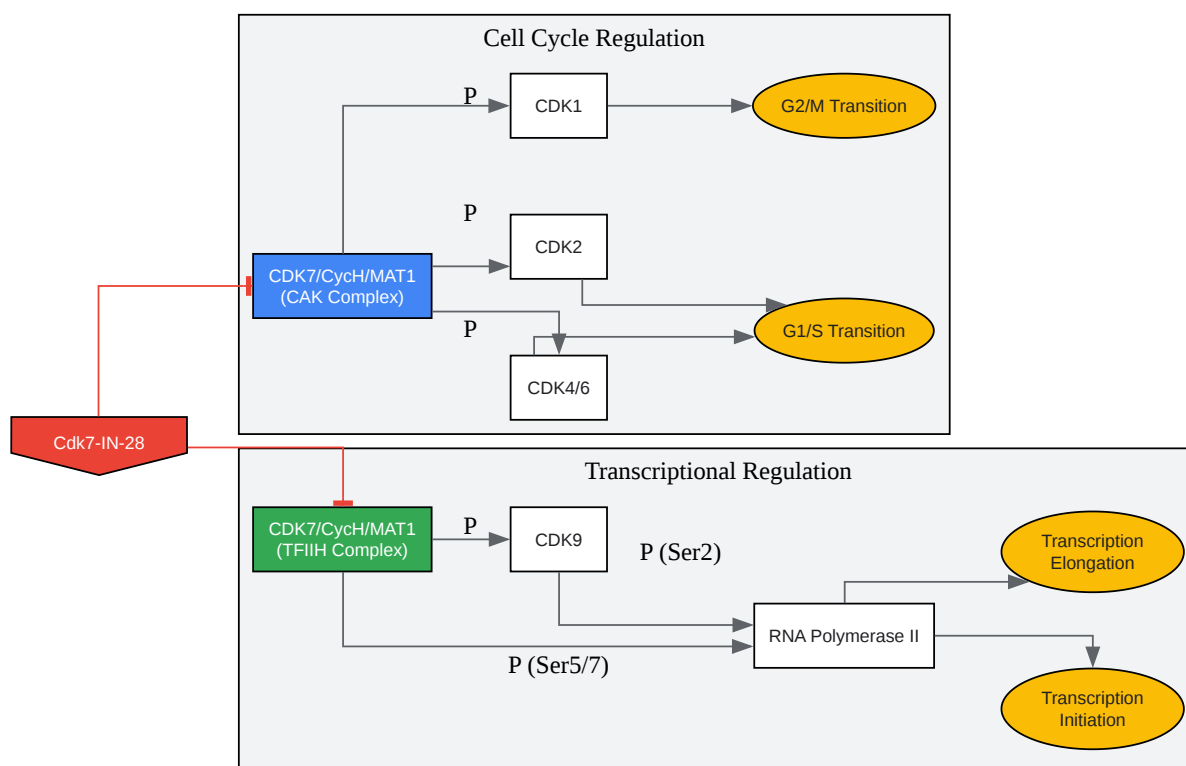 Cell Cycle Regulation
P
CDK1
G2/M Transition
P
CDK2
CDK7/CycH/MAT1
(CAK Complex)
P
G1/S Transition
CDK4/6
Cdk7-IN-28
Transcriptional Regulation
CDK7/CycH/MAT1
(TFIIH Complex)
P
CDK9
P (Ser2)
Transcription
Elongation
RNA Polymerase II
P (Ser5/7)
Transcription
Initiation